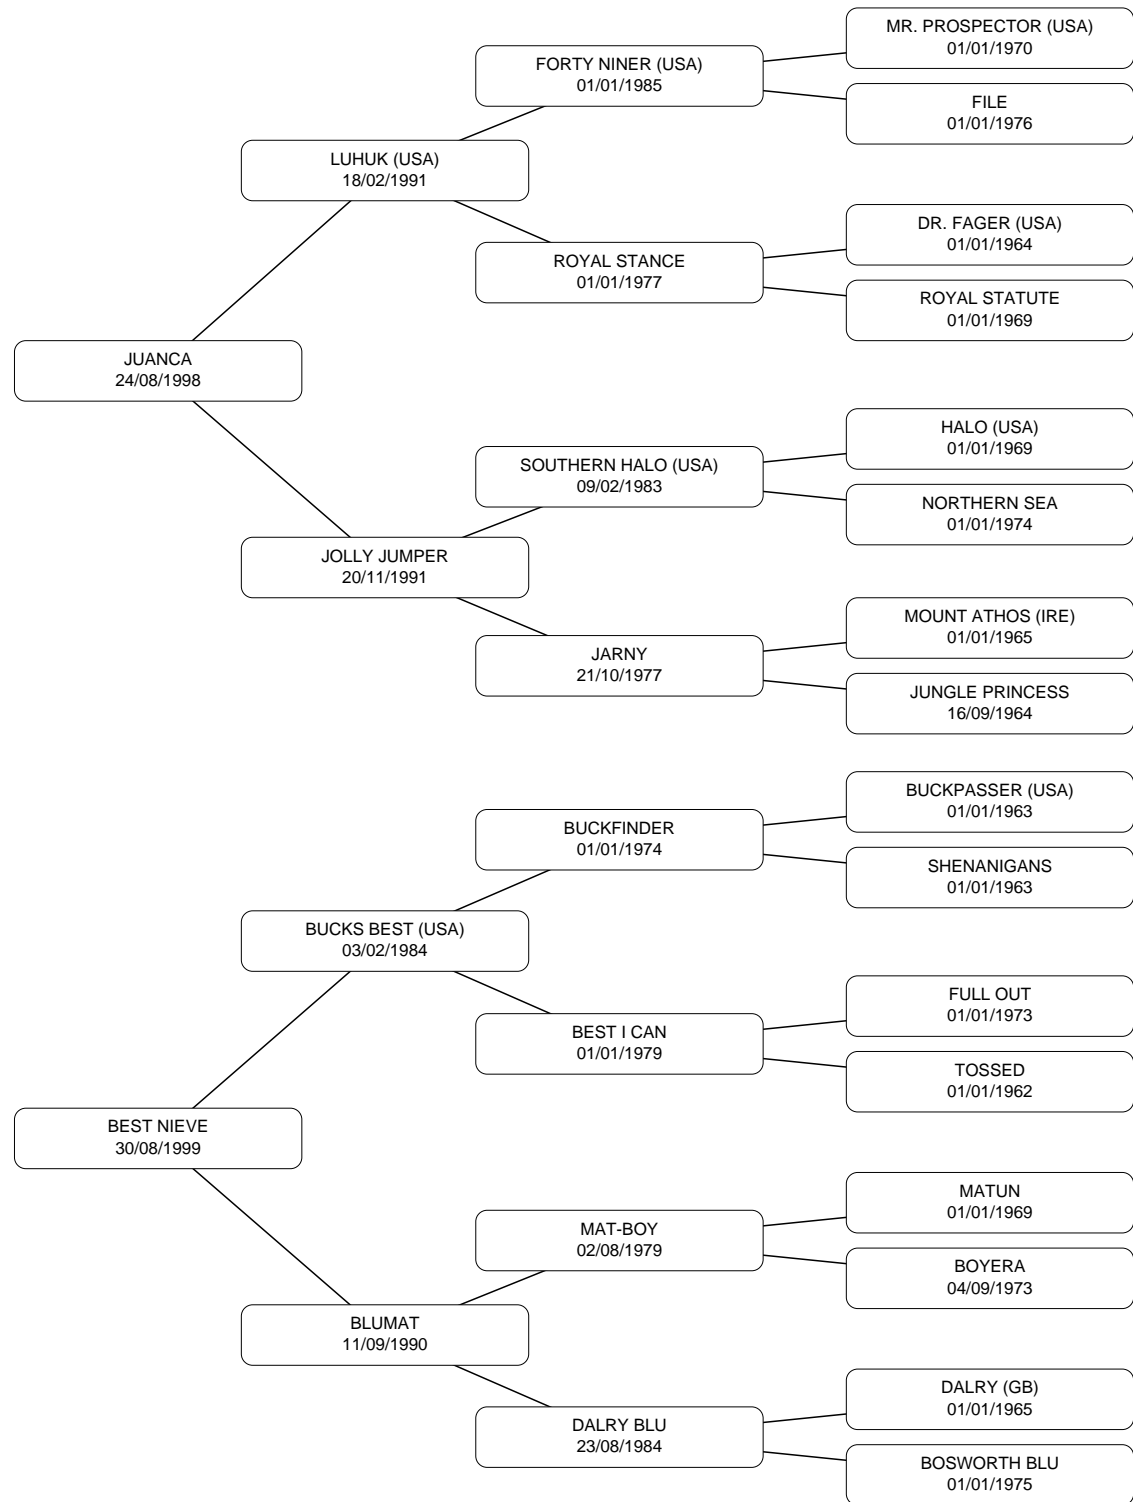 MR. PROSPECTOR (USA)
01/01/1970
FORTY NINER (USA)
01/01/1985
FILE
01/01/1976
LUHUK (USA)
18/02/1991
DR. FAGER (USA)
01/01/1964
ROYAL STANCE
01/01/1977
ROYAL STATUTE
01/01/1969
JUANCA
24/08/1998
HALO (USA)
01/01/1969
SOUTHERN HALO (USA)
09/02/1983
NORTHERN SEA
01/01/1974
JOLLY JUMPER
20/11/1991
MOUNT ATHOS (IRE)
01/01/1965
JARNY
21/10/1977
JUNGLE PRINCESS
16/09/1964
BUCKPASSER (USA)
01/01/1963
BUCKFINDER
01/01/1974
SHENANIGANS
01/01/1963
BUCKS BEST (USA)
03/02/1984
FULL OUT
01/01/1973
BEST I CAN
01/01/1979
TOSSED
01/01/1962
BEST NIEVE
30/08/1999
MATUN
01/01/1969
MAT-BOY
02/08/1979
BOYERA
04/09/1973
BLUMAT
11/09/1990
DALRY (GB)
01/01/1965
DALRY BLU
23/08/1984
BOSWORTH BLU
01/01/1975